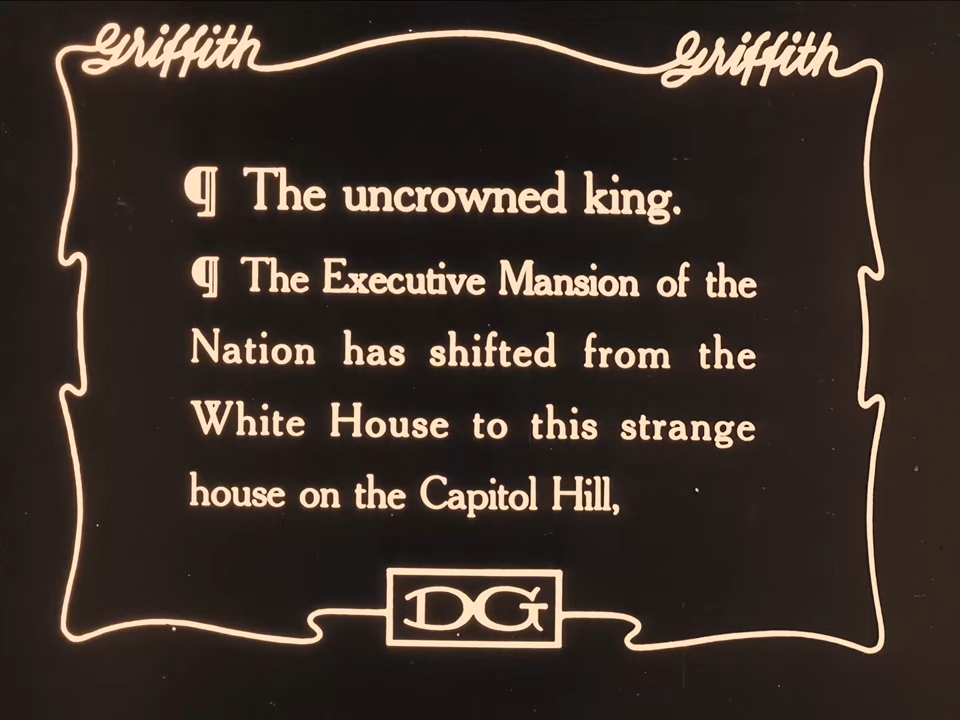 Griffith Griffith
¶ The uncrowned king.
¶ The Executive Mansion of the
Nation has shifted from the
White House to this strange
house on the Capitol Hill,
DG